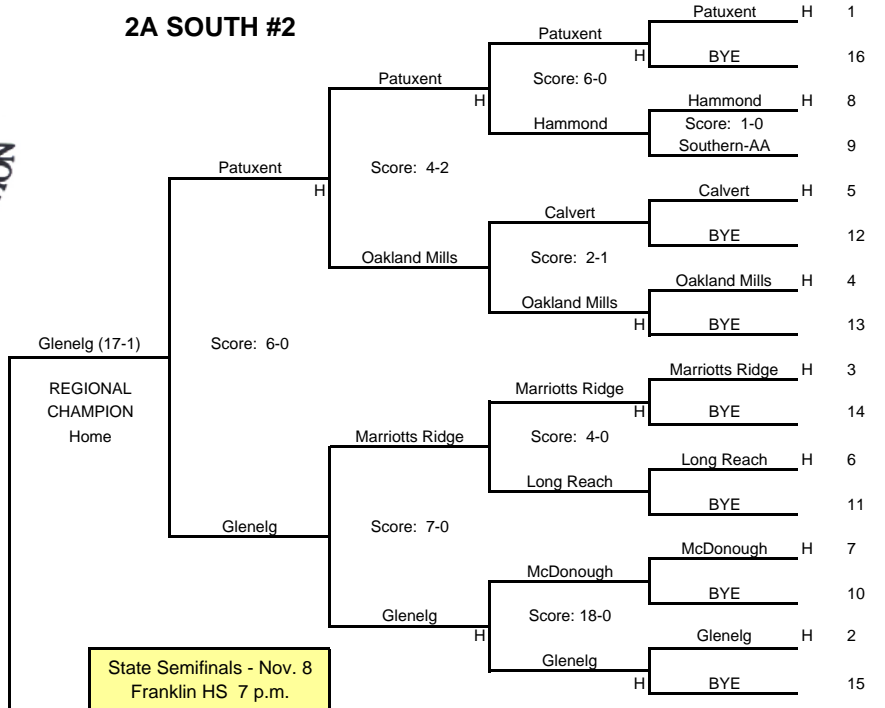 2A SOUTH #2
Patuxent H 1
Patuxent
H BYE 16
Patuxent Score: 6-0
H Hammond H 8
Hammond Score: 1-0
Southern-AA 9
Patuxent Score: 4-2
H Calvert H 5
Calvert
BYE 12
Oakland Mills Score: 2-1
Oakland Mills H 4
Oakland Mills
H BYE 13
Glenelg (17-1) Score: 6-0
Marriotts Ridge H 3
REGIONAL Marriotts Ridge
CHAMPION H BYE 14
Home Marriotts Ridge Score: 4-0
Long Reach H 6
Long Reach
BYE 11
Glenelg Score: 7-0
McDonough H 7
McDonough
BYE 10
Glenelg Score: 18-0
H Glenelg H 2
Glenelg
H BYE 15
State Semifinals - Nov. 8
Franklin HS 7 p.m.